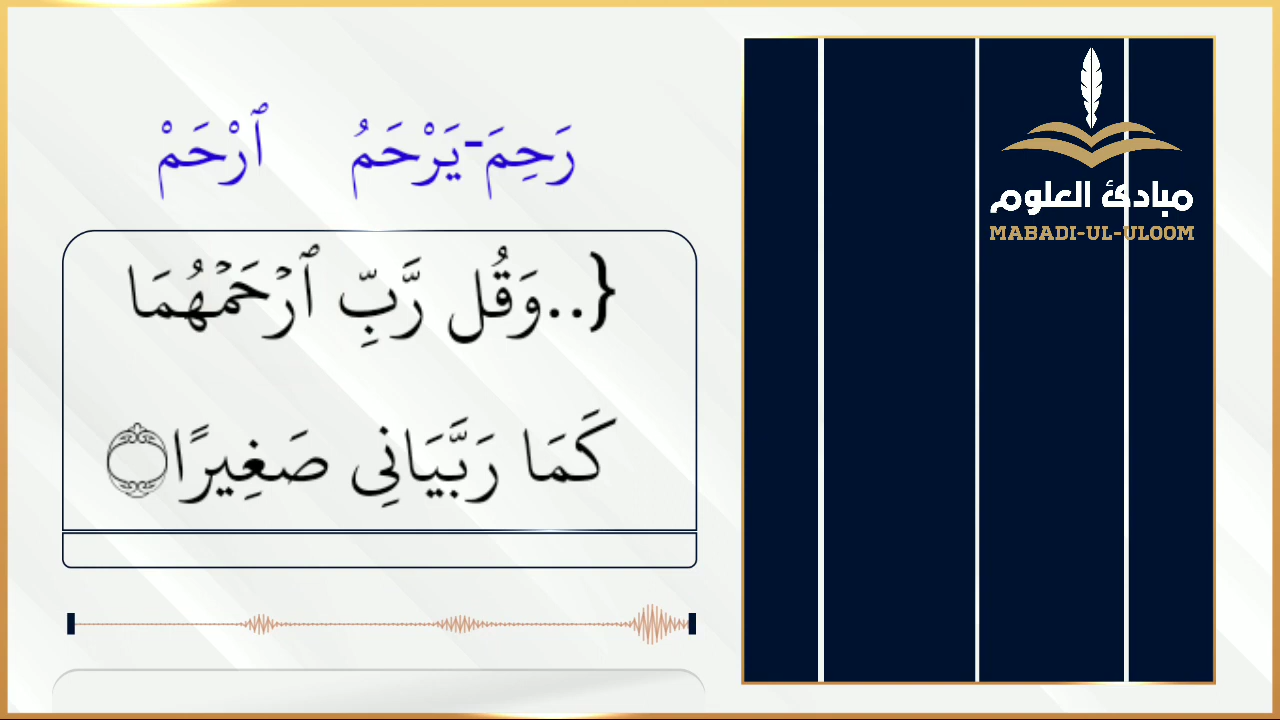 رَحِمَ-يَرْحَمُ ٱرْحَمْ
{..وَقُل رَّبِّ ٱرۡحَمۡهُمَا
كَمَا رَبَّيَانِى صَغِيرًا
مبادئ العلوم
MABADI-UL-ULOOM